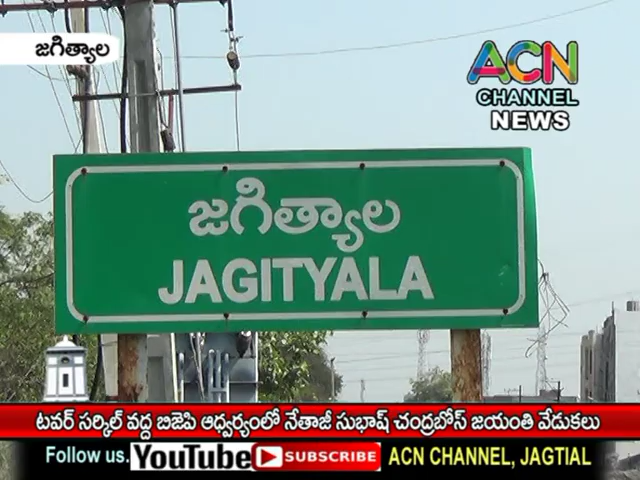 జగిత్యాల
ACN
CHANNEL
NEWS
జగిత్యాల
JAGITYALA
టవర్ సర్కిల్ వద్ద బిజెపి ఆధ్వర్యంలో నేతాజీ సుభాష్ చంద్రబోస్ జయంతి వేడుకలు
Follow us. YouTube SUBSCRIBE ACN CHANNEL, JAGTIAL